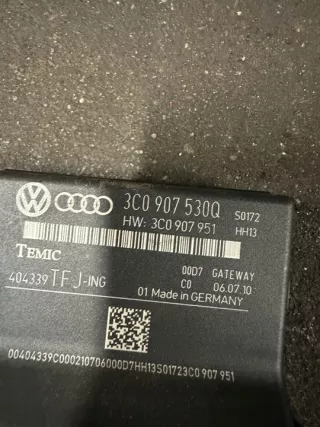 3C0 907 530Q S0172
HW: 3C0 907 951 HH13
TEMIC
00D7 GATEWAY
404339 TFJ-ING C0 06.07.10
01 Made in GERMANY
00404339C000210706000D7HH13S01723C0 907 951